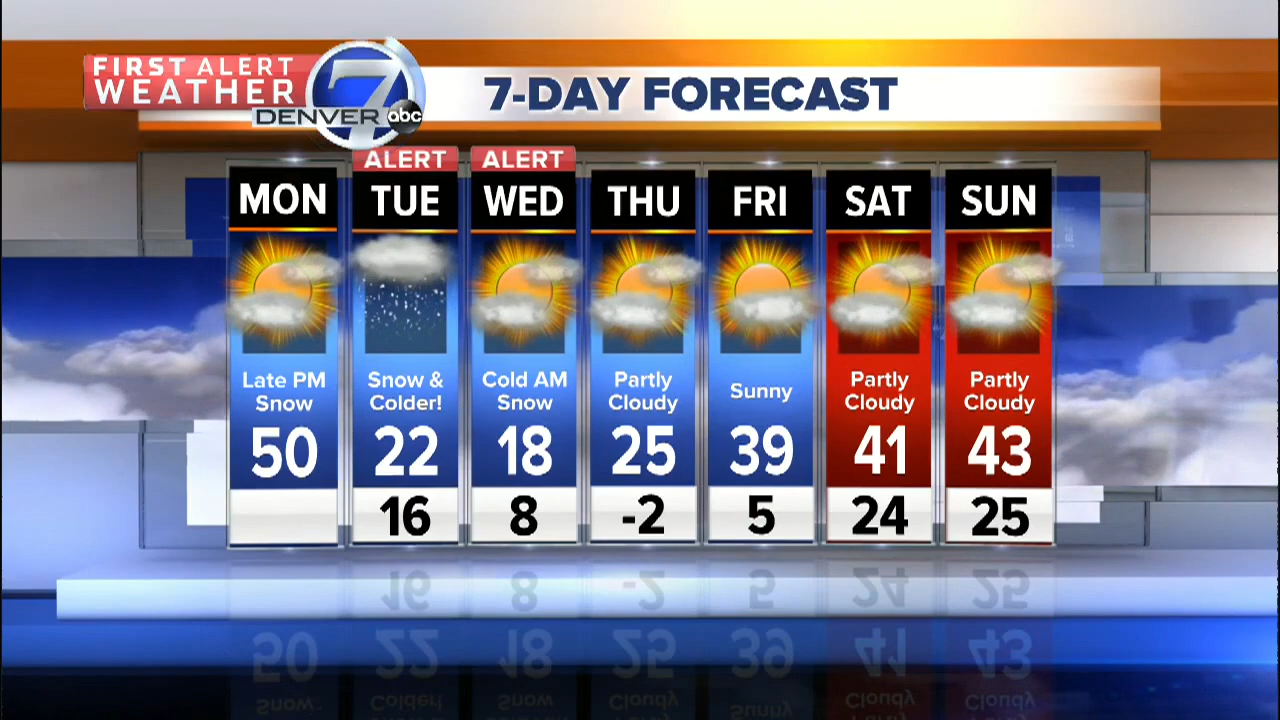 FIRST ALERT
WEATHER
7
DENVER
abc
7-DAY FORECAST
ALERT ALERT
MON TUE WED THU FRI SAT SUN
Late PM Snow & Cold AM Partly Sunny Partly Partly
Snow Colder! Snow Cloudy Cloudy Cloudy
50 22 18 25 39 41 43
16 8 -2 5 24 25